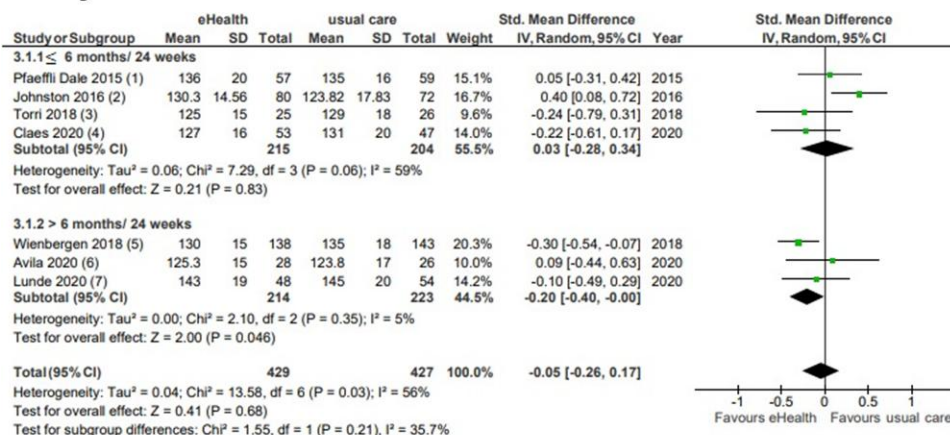 eHealth usual care Std. Mean Difference Std. Mean Difference
Study or Subgroup Mean SD Total Mean SD Total Weight IV, Random, 95% CI Year IV, Random, 95% CI
3.1.1 ≤ 6 months/ 24 weeks
Pfaeffli Dale 2015 (1) 136 20 57 135 16 59 15.1% 0.05 [-0.31, 0.42] 2015
Johnston 2016 (2) 130.3 14.56 80 123.82 17.83 72 16.7% 0.40 [0.08, 0.72] 2016
Torri 2018 (3) 125 15 25 129 18 26 9.6% -0.24 [-0.79, 0.31] 2018
Claes 2020 (4) 127 16 53 131 20 47 14.0% -0.22 [-0.61, 0.17] 2020
Subtotal (95% CI) 215 204 55.5% 0.03 [-0.28, 0.34]
Heterogeneity: Tau² = 0.06; Chi² = 7.29, df = 3 (P = 0.06); I² = 59%
Test for overall effect: Z = 0.21 (P = 0.83)
3.1.2 > 6 months/ 24 weeks
Wienbergen 2018 (5) 130 15 138 135 18 143 20.3% -0.30 [-0.54, -0.07] 2018
Avila 2020 (6) 125.3 15 28 123.8 17 26 10.0% 0.09 [-0.44, 0.63] 2020
Lunde 2020 (7) 143 19 48 145 20 54 14.2% -0.10 [-0.49, 0.29] 2020
Subtotal (95% CI) 214 223 44.5% -0.20 [-0.40, -0.00]
Heterogeneity: Tau² = 0.00; Chi² = 2.10, df = 2 (P = 0.35); I² = 5%
Test for overall effect: Z = 2.00 (P = 0.046)
Total (95% CI) 429 427 100.0% -0.05 [-0.26, 0.17]
Heterogeneity: Tau² = 0.04; Chi² = 13.58, df = 6 (P = 0.03); I² = 56%
Test for overall effect: Z = 0.41 (P = 0.68)
Test for subgroup differences: Chi² = 1.55, df = 1 (P = 0.21), I² = 35.7%
-1 -0.5 0 0.5 1
Favours eHealth Favours usual care